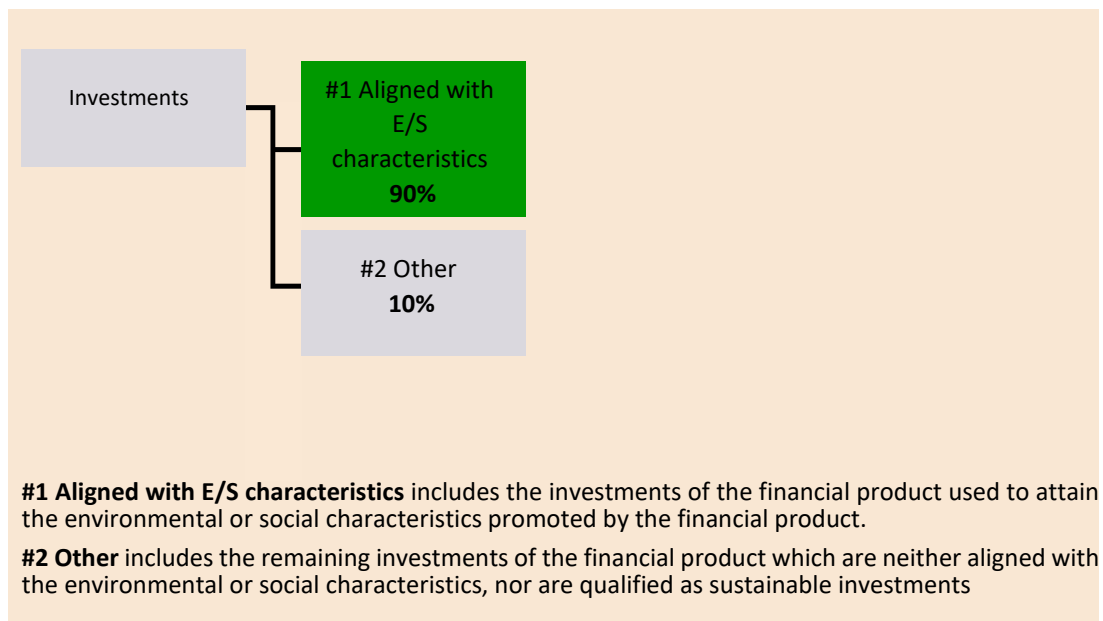 Investments
#1 Aligned with
E/S
characteristics
90%
#2 Other
10%
#1 Aligned with E/S characteristics includes the investments of the financial product used to attain
the environmental or social characteristics promoted by the financial product.
#2 Other includes the remaining investments of the financial product which are neither aligned with
the environmental or social characteristics, nor are qualified as sustainable investments